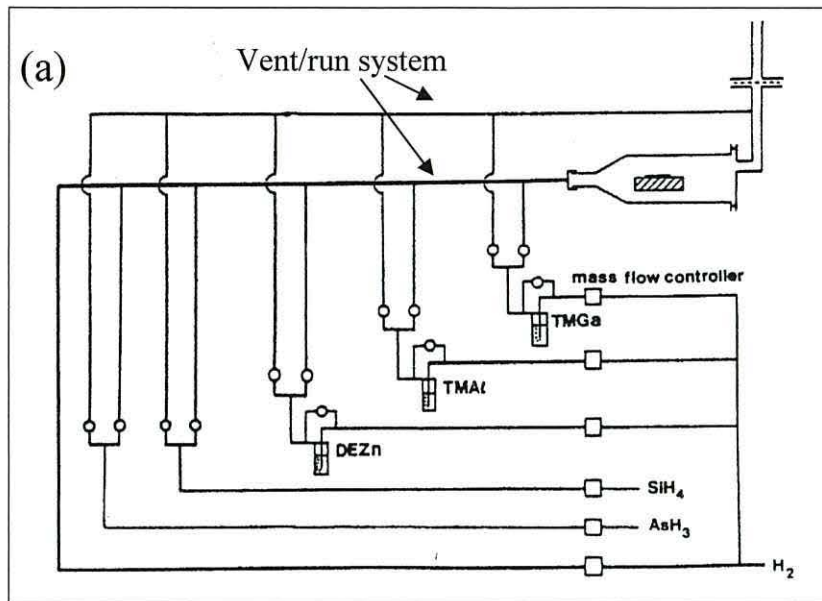 (a)
Vent/run system
mass flow controller
TMGa
TMAℓ
DEZn
SiH₄
AsH₃
H₂